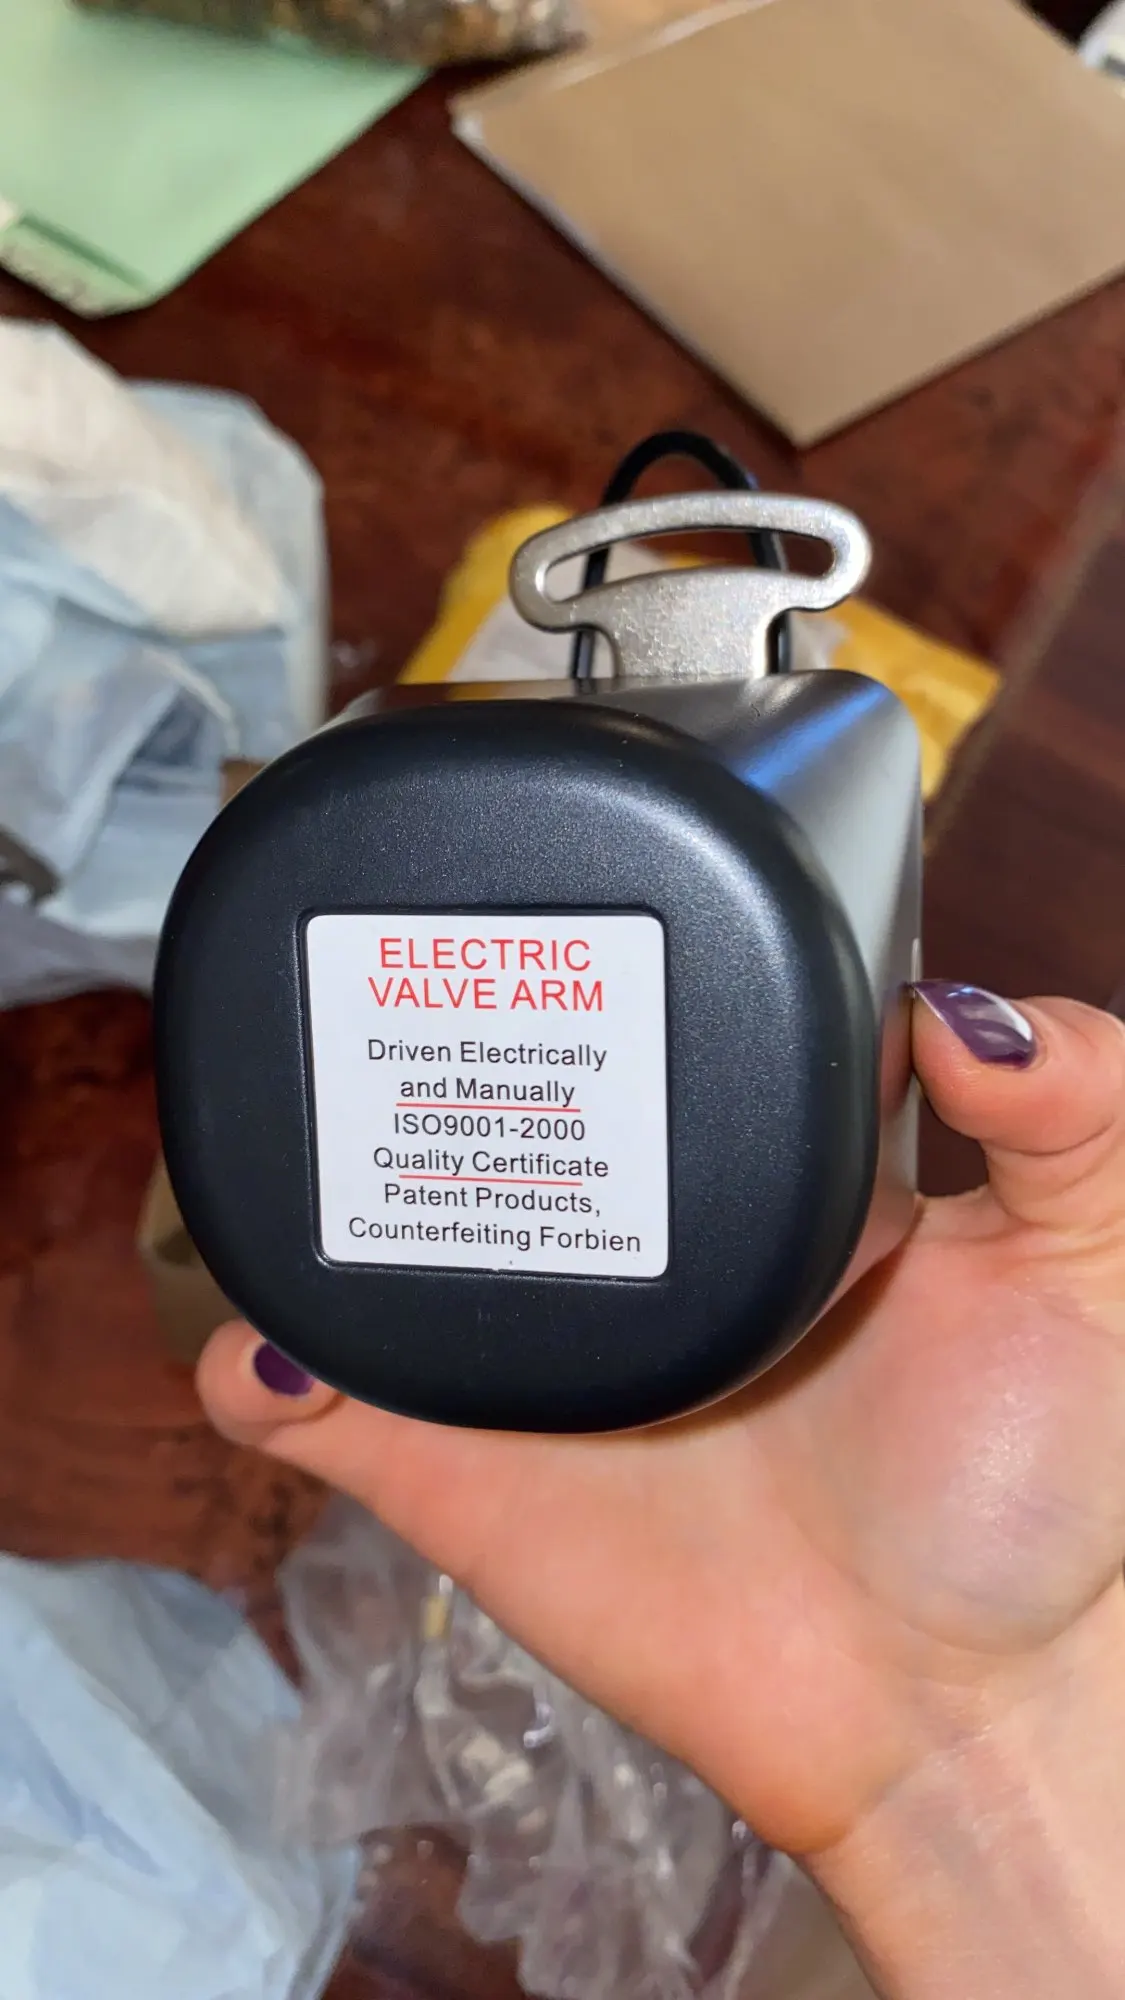 ELECTRIC
VALVE ARM
Driven Electrically
and Manually
ISO9001-2000
Quality Certificate
Patent Products,
Counterfeiting Forbien